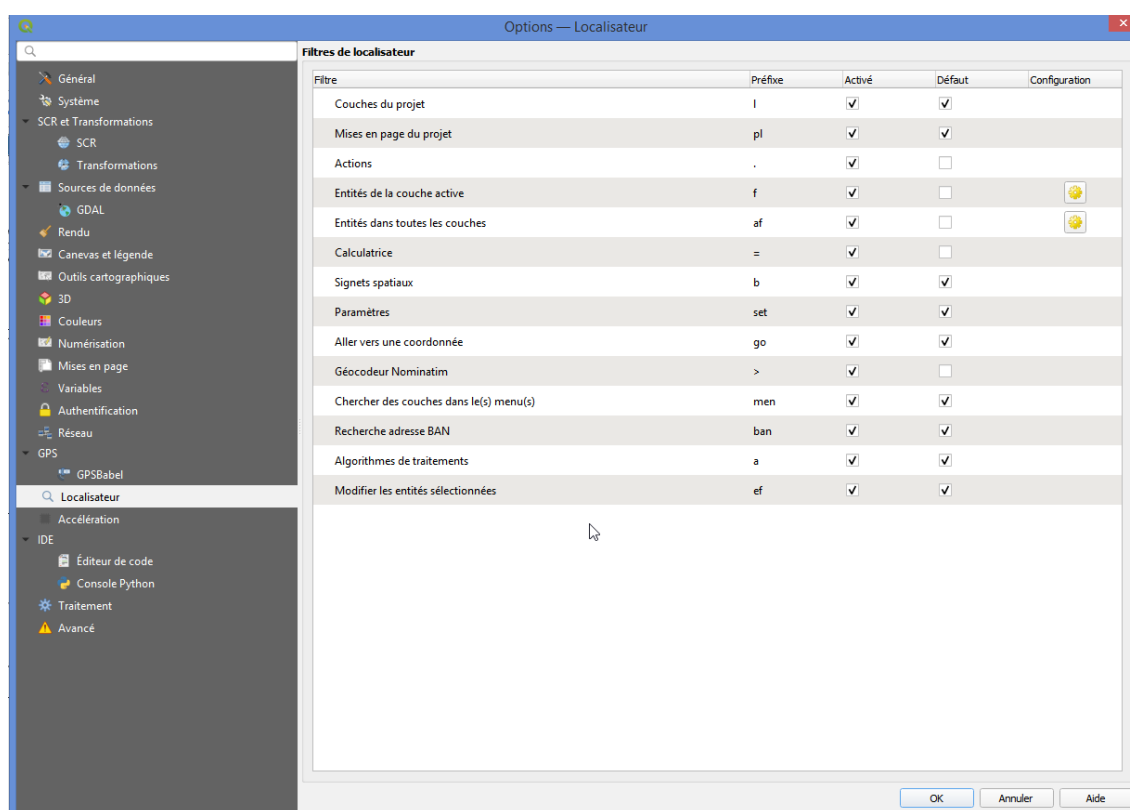 Options — Localisateur
Filtres de localisateur
Général
Système
SCR et Transformations
SCR
Transformations
Sources de données
GDAL
Rendu
Canevas et légende
Outils cartographiques
3D
Couleurs
Numérisation
Mises en page
Variables
Authentification
Réseau
GPS
GPSBabel
Localisateur
Accélération
IDE
Éditeur de code
Console Python
Traitement
Avancé
Filtre Préfixe Activé Défaut Configuration
Couches du projet l
Mises en page du projet pl
Actions .
Entités de la couche active f
Entités dans toutes les couches af
Calculatrice =
Signets spatiaux b
Paramètres set
Aller vers une coordonnée go
Géocodeur Nominatim >
Chercher des couches dans le(s) menu(s) men
Recherche adresse BAN ban
Algorithmes de traitements a
Modifier les entités sélectionnées ef
OK Annuler Aide